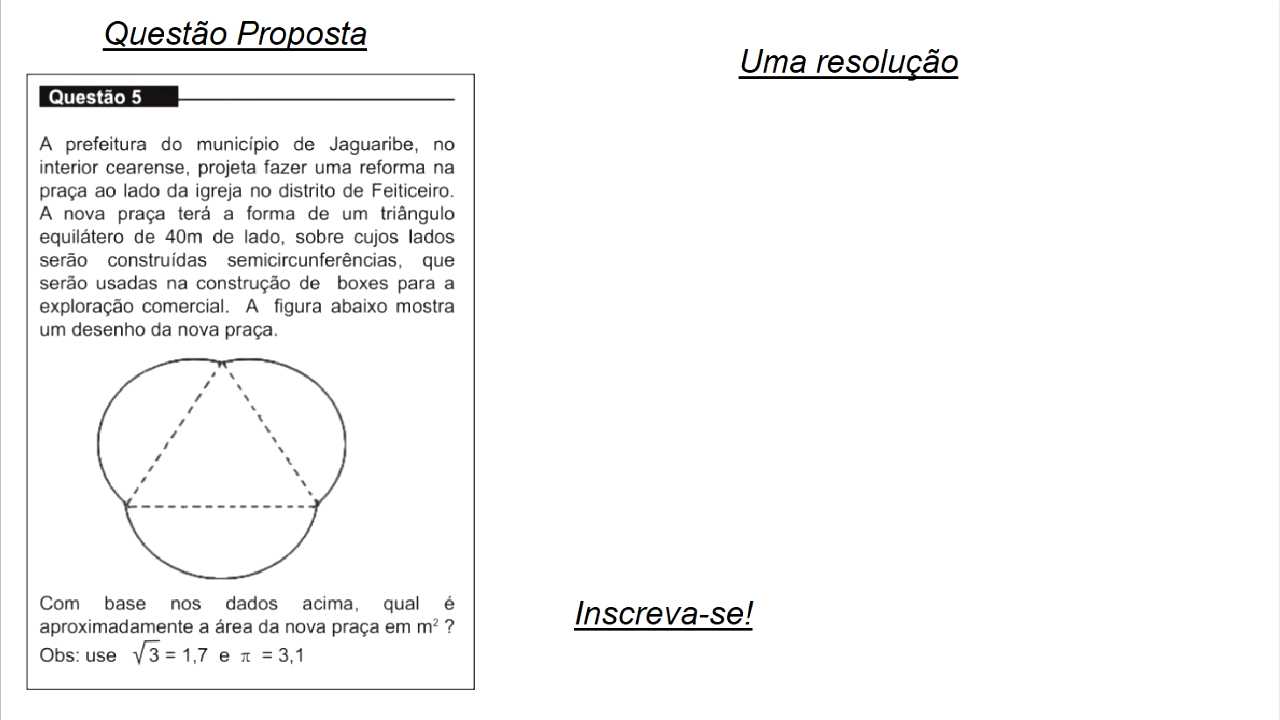 Questão Proposta
Uma resolução
Questão 5
A prefeitura do município de Jaguaribe, no
interior cearense, projeta fazer uma reforma na
praça ao lado da igreja no distrito de Feiticeiro.
A nova praça terá a forma de um triângulo
equilátero de 40m de lado, sobre cujos lados
serão construídas semicircunferências, que
serão usadas na construção de boxes para a
exploração comercial. A figura abaixo mostra
um desenho da nova praça.
Com base nos dados acima, qual é
aproximadamente a área da nova praça em m² ?
Obs: use √3 = 1,7 e π = 3,1
Inscreva-se!